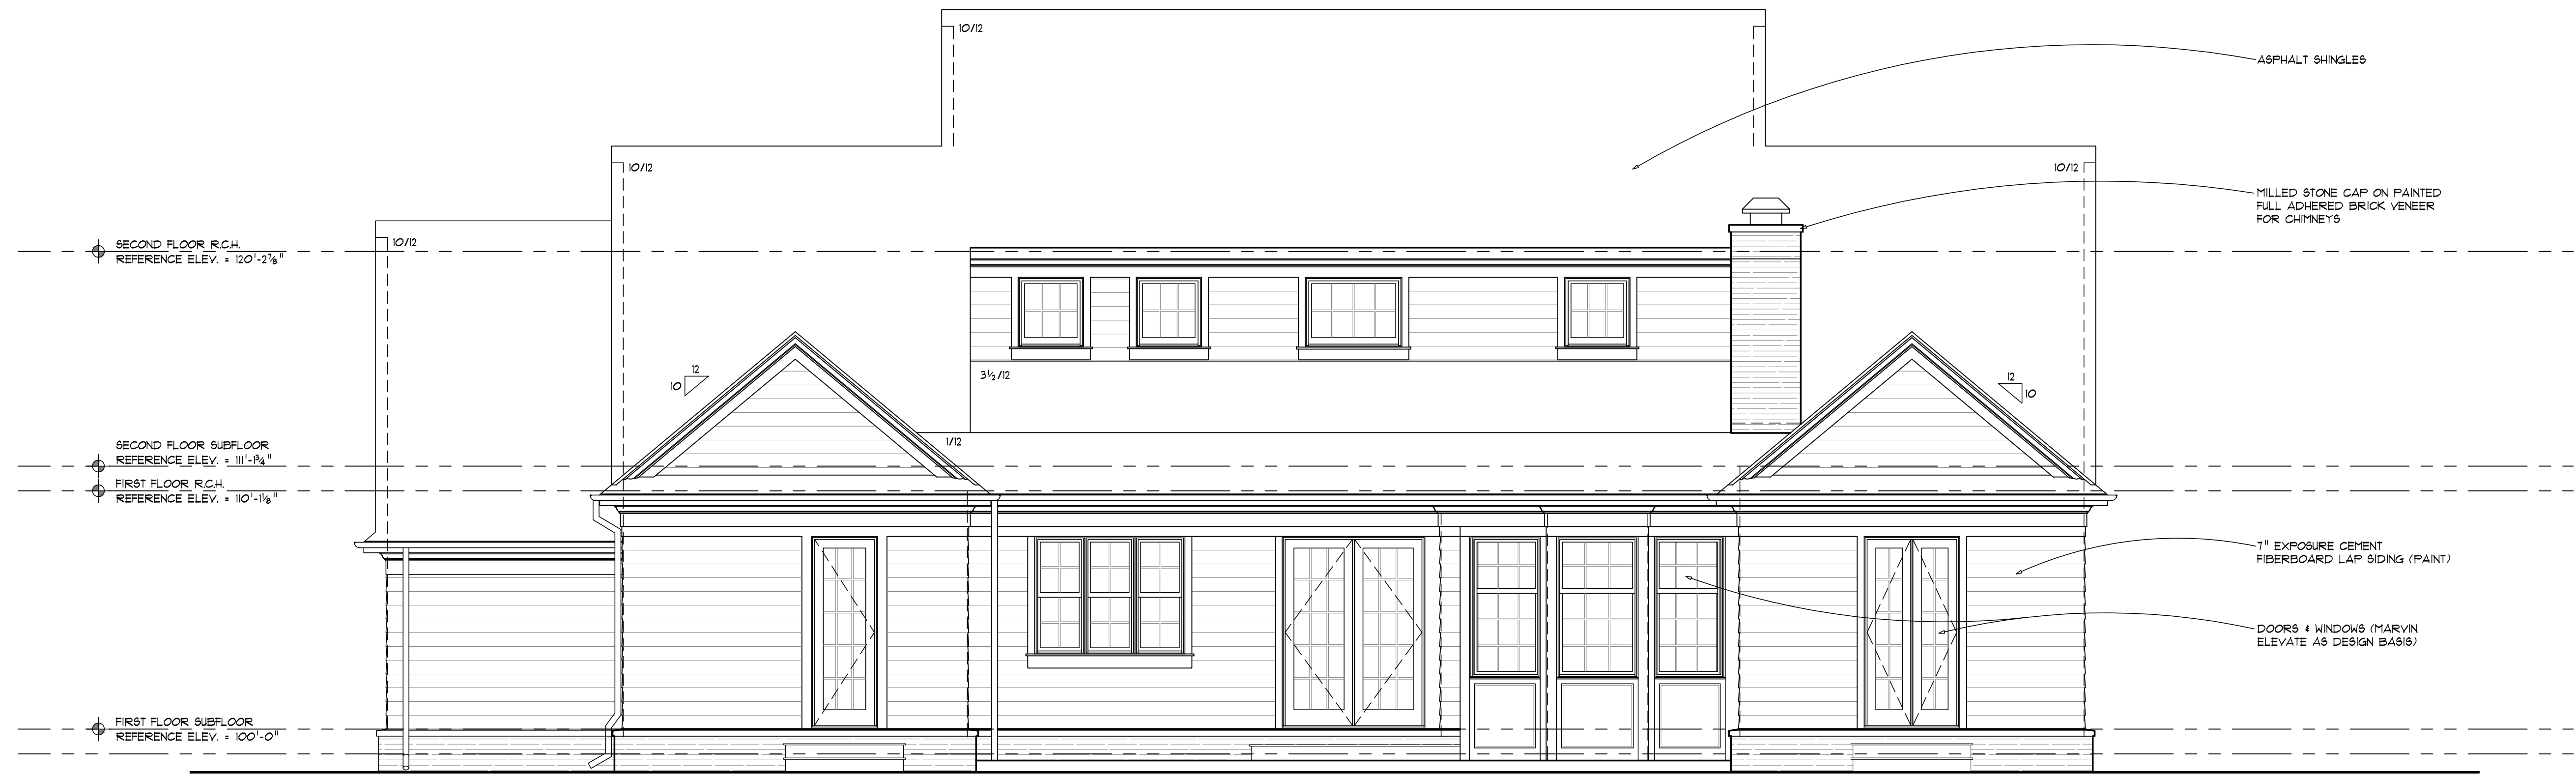 10/12
ASPHALT SHINGLES
10/12
10/12
MILLED STONE CAP ON PAINTED
FULL ADHERED BRICK VENEER
FOR CHIMNEYS
SECOND FLOOR R.C.H.
REFERENCE ELEV. = 120'-2⅞"
10/12
12
10
3½/12
12
10
1/12
SECOND FLOOR SUBFLOOR
REFERENCE ELEV. = 111'-1¾"
FIRST FLOOR R.C.H.
REFERENCE ELEV. = 110'-1⅛"
7" EXPOSURE CEMENT
FIBERBOARD LAP SIDING (PAINT)
DOORS & WINDOWS (MARVIN
ELEVATE AS DESIGN BASIS)
FIRST FLOOR SUBFLOOR
REFERENCE ELEV. = 100'-0"